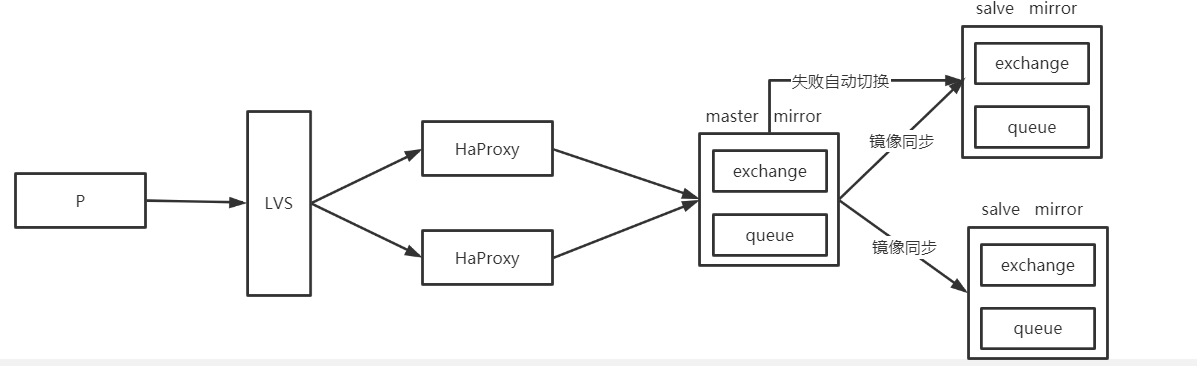 P
LVS
HaProxy
HaProxy
master mirror
exchange
queue
失败自动切换
镜像同步
镜像同步
salve mirror
exchange
queue
salve mirror
exchange
queue